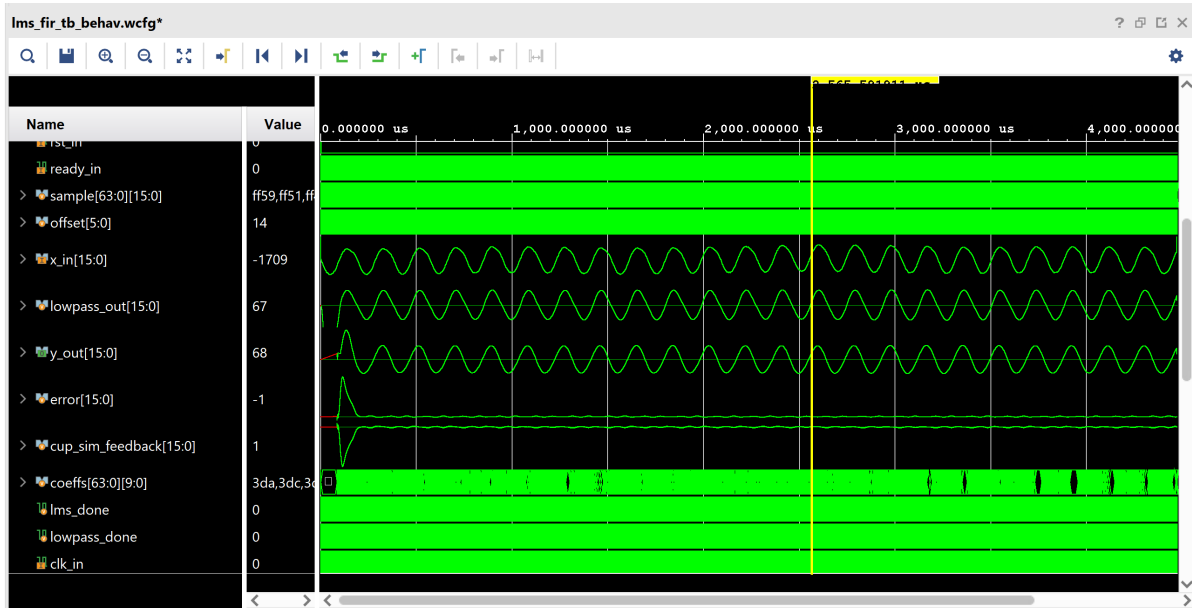 lms_fir_tb_behav.wcfg*
Name Value
0.000000 us 1,000.000000 us 2,000.000000 us 3,000.000000 us 4,000.000000
rst_in 0
ready_in 0
sample[63:0][15:0] ff59,ff51,ff
offset[5:0] 14
x_in[15:0] -1709
lowpass_out[15:0] 67
y_out[15:0] 68
error[15:0] -1
cup_sim_feedback[15:0] 1
coeffs[63:0][9:0] 3da,3dc,3d
lms_done 0
lowpass_done 0
clk_in 0